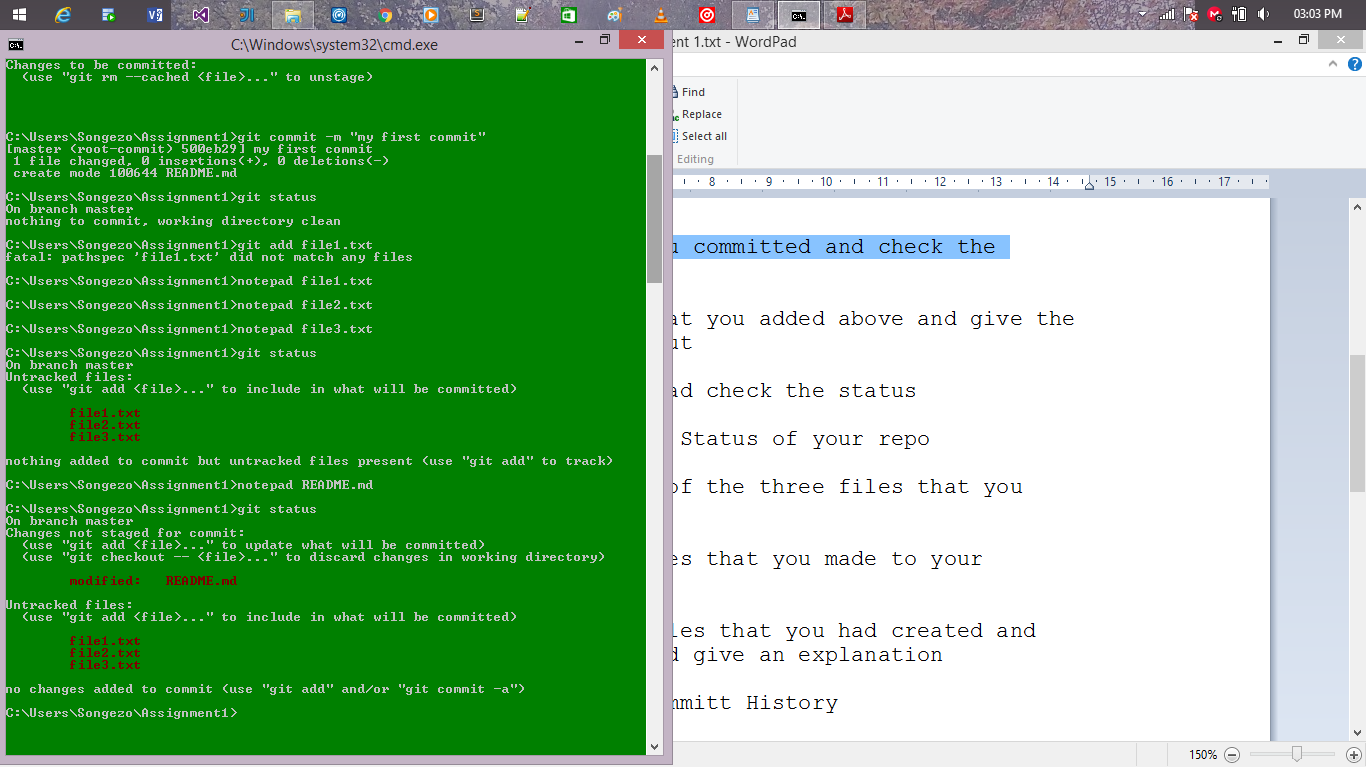 03:03 PM
C:\Windows\system32\cmd.exe
Changes to be committed:
(use "git rm --cached <file>..." to unstage)
C:\Users\Songezo\Assignment1>git commit -m "my first commit"
[master (root-commit) 500eb29] my first commit
1 file changed, 0 insertions(+), 0 deletions(-)
create mode 100644 README.md
C:\Users\Songezo\Assignment1>git status
On branch master
nothing to commit, working directory clean
C:\Users\Songezo\Assignment1>git add file1.txt
fatal: pathspec 'file1.txt' did not match any files
C:\Users\Songezo\Assignment1>notepad file1.txt
C:\Users\Songezo\Assignment1>notepad file2.txt
C:\Users\Songezo\Assignment1>notepad file3.txt
C:\Users\Songezo\Assignment1>git status
On branch master
Untracked files:
(use "git add <file>..." to include in what will be committed)
file1.txt
file2.txt
file3.txt
nothing added to commit but untracked files present (use "git add" to track)
C:\Users\Songezo\Assignment1>notepad README.md
C:\Users\Songezo\Assignment1>git status
On branch master
Changes not staged for commit:
(use "git add <file>..." to update what will be committed)
(use "git checkout -- <file>..." to discard changes in working directory)
modified: README.md
Untracked files:
(use "git add <file>..." to include in what will be committed)
file1.txt
file2.txt
file3.txt
no changes added to commit (use "git add" and/or "git commit -a")
C:\Users\Songezo\Assignment1>
ent 1.txt - WordPad
Find
Replace
Select all
Editing
8 9 10 11 12 13 14 15 16 17
committed and check the
at you added above and give the
ut
ad check the status
Status of your repo
of the three files that you
es that you made to your
les that you had created and
d give an explanation
mmitt History
150%